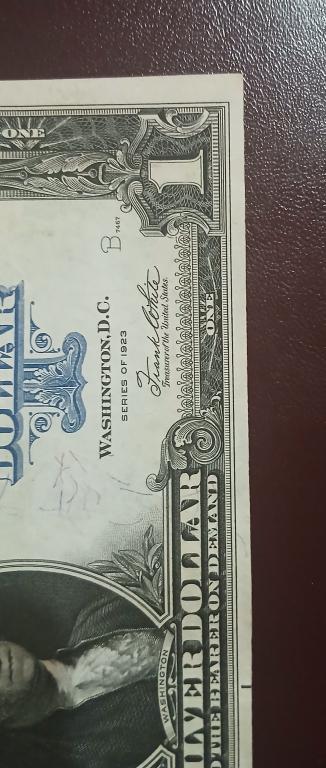 ONE
1
B
7467
DOLLAR
WASHINGTON, D.C.
SERIES OF 1923
Frank White
Treasurer of the United States.
ONE
WASHINGTON
ILVER DOLLAR
O THE BEARER ON DEMAND